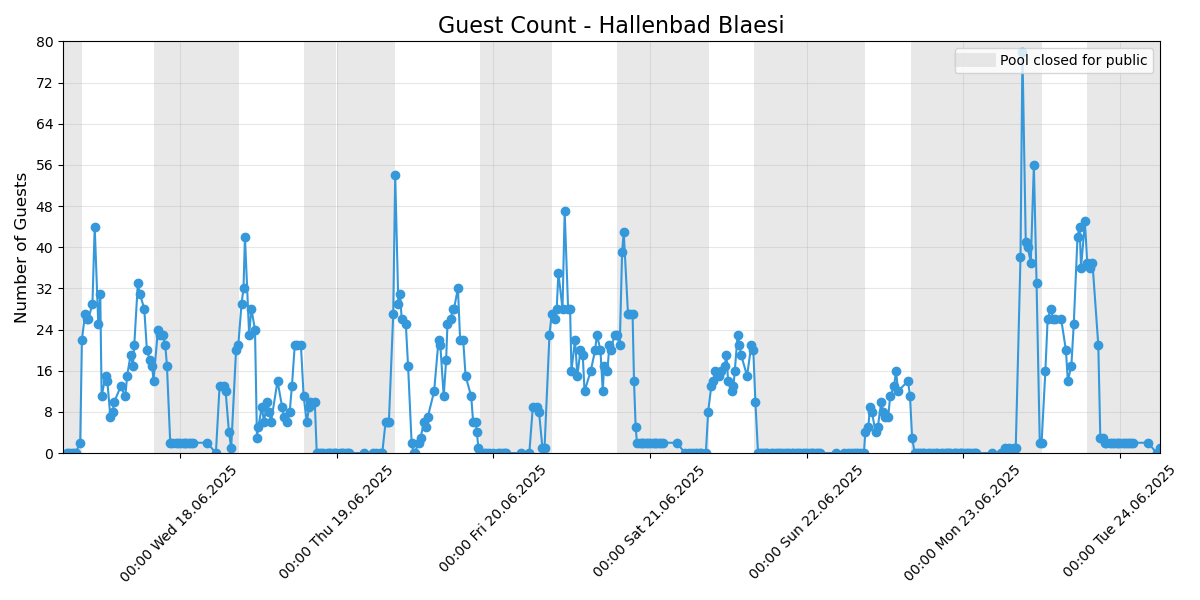 Guest Count - Hallenbad Blaesi
Number of Guests
80
72
64
56
48
40
32
24
16
8
0
Pool closed for public
00:00 Wed 18.06.2025
00:00 Thu 19.06.2025
00:00 Fri 20.06.2025
00:00 Sat 21.06.2025
00:00 Sun 22.06.2025
00:00 Mon 23.06.2025
00:00 Tue 24.06.2025